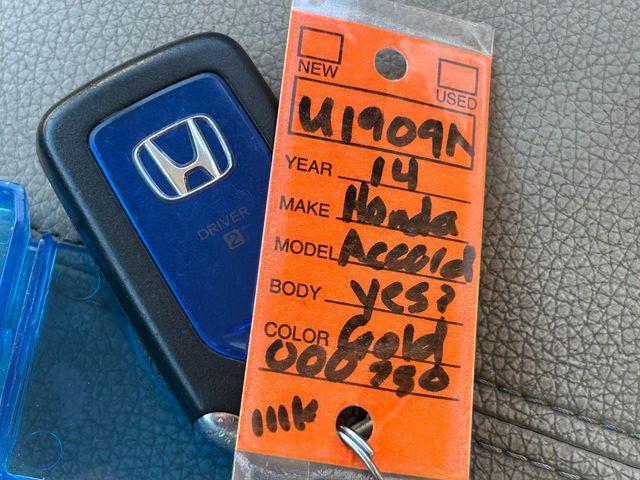 NEW
USED
U1909N
YEAR 14
MAKE Honda
MODEL Accord
BODY yes?
COLOR Gold
000750
111K
DRIVER
2